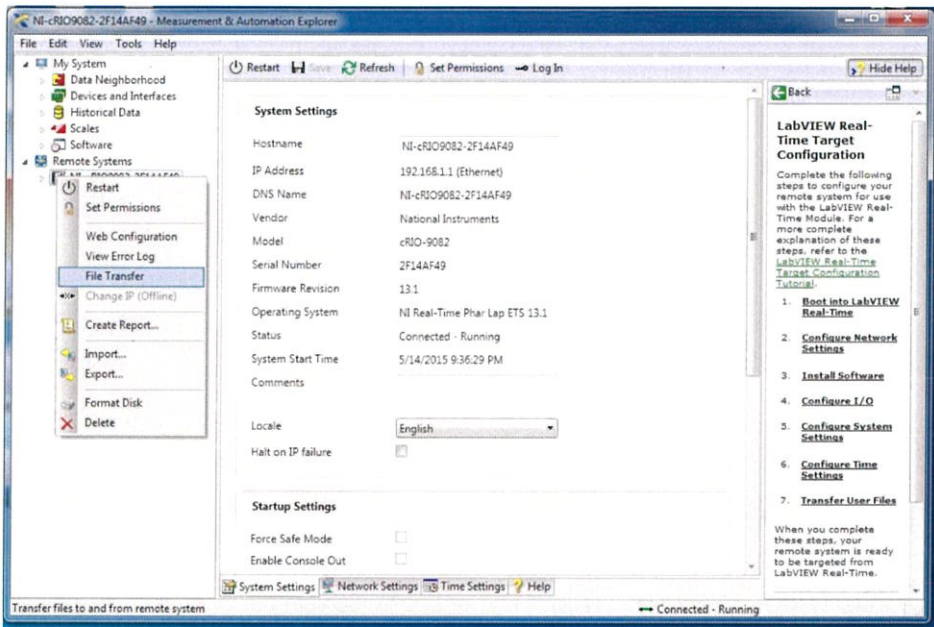 NI-cRIO9082-2F14AF49 - Measurement & Automation Explorer
File Edit View Tools Help
My System
Data Neighborhood
Devices and Interfaces
Historical Data
Scales
Software
Remote Systems
NI-cRIO9082-2F14AF49
Restart
Set Permissions
Web Configuration
View Error Log
File Transfer
Change IP (Offline)
Create Report...
Import...
Export...
Format Disk
Delete
Restart Save Refresh Set Permissions Log In Hide Help
System Settings
Hostname NI-cRIO9082-2F14AF49
IP Address 192.168.1.1 (Ethernet)
DNS Name NI-cRIO9082-2F14AF49
Vendor National Instruments
Model cRIO-9082
Serial Number 2F14AF49
Firmware Revision 13.1
Operating System NI Real-Time Phar Lap ETS 13.1
Status Connected - Running
System Start Time 5/14/2015 9:36:29 PM
Comments
Locale English
Halt on IP failure
Startup Settings
Force Safe Mode
Enable Console Out
System Settings Network Settings Time Settings Help
Back
LabVIEW Real-
Time Target
Configuration
Complete the following
steps to configure your
remote system for use
with the LabVIEW Real-
Time Module. For a
more complete
explanation of these
steps, refer to the
LabVIEW Real-Time
Target Configuration
Tutorial.
1. Boot into LabVIEW
Real-Time
2. Configure Network
Settings
3. Install Software
4. Configure I/O
5. Configure System
Settings
6. Configure Time
Settings
7. Transfer User Files
When you complete
these steps, your
remote system is ready
to be targeted from
LabVIEW Real-Time.
Transfer files to and from remote system Connected - Running